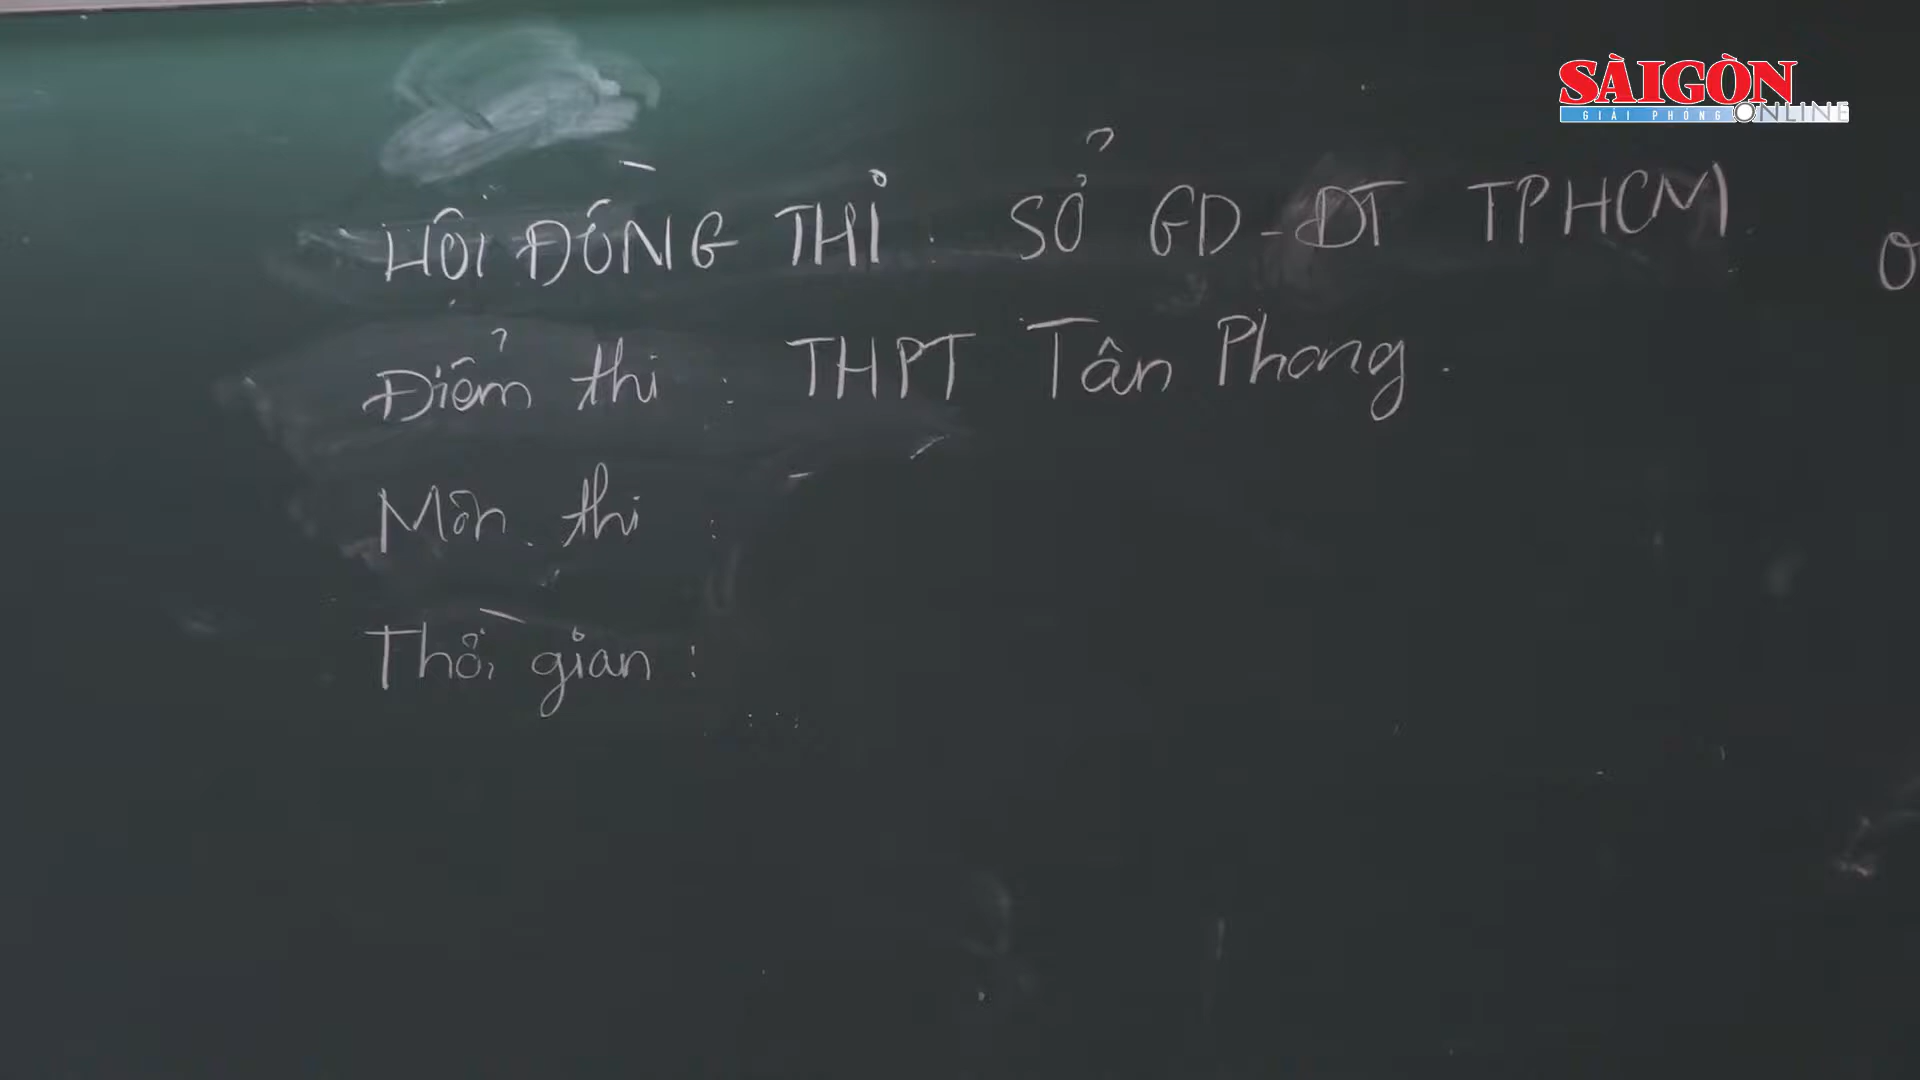 SÀIGÒN
GIẢI PHÓNG ONLINE
HỘI ĐỒNG THI : SỞ GD-ĐT TPHCM
Điểm thi : THPT Tân Phong.
Môn thi :
Thời gian :